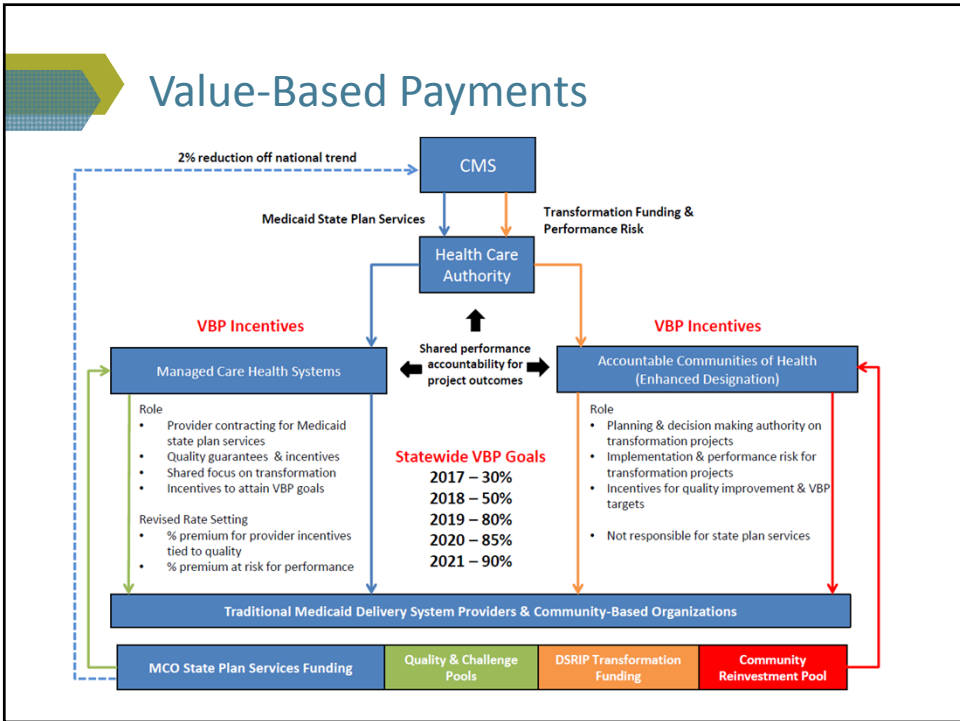 Value-Based Payments
2% reduction off national trend
CMS
Medicaid State Plan Services
Transformation Funding &
Performance Risk
Health Care
Authority
VBP Incentives
VBP Incentives
Shared performance
accountability for
project outcomes
Managed Care Health Systems
Accountable Communities of Health
(Enhanced Designation)
Role
• Provider contracting for Medicaid
state plan services
• Quality guarantees & incentives
• Shared focus on transformation
• Incentives to attain VBP goals
Revised Rate Setting
• % premium for provider incentives
tied to quality
• % premium at risk for performance
Statewide VBP Goals
2017 – 30%
2018 – 50%
2019 – 80%
2020 – 85%
2021 – 90%
Role
• Planning & decision making authority on
transformation projects
• Implementation & performance risk for
transformation projects
• Incentives for quality improvement & VBP
targets
• Not responsible for state plan services
Traditional Medicaid Delivery System Providers & Community-Based Organizations
MCO State Plan Services Funding
Quality & Challenge
Pools
DSRIP Transformation
Funding
Community
Reinvestment Pool